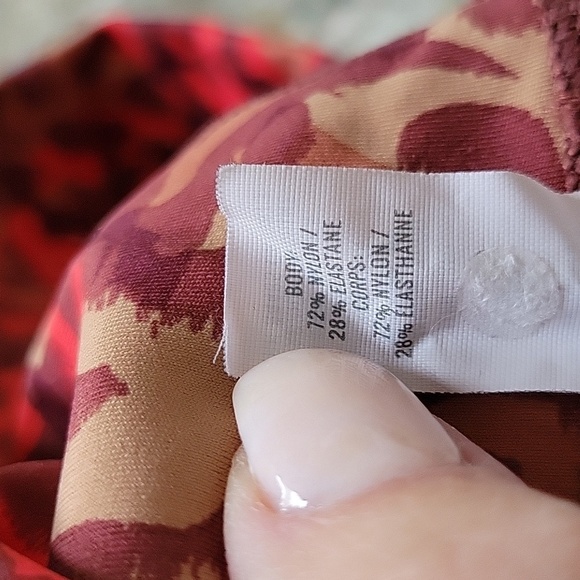 BODY:
72% NYLON /
28% ELASTANE
CORPS:
72% NYLON /
28% ELASTHANNE